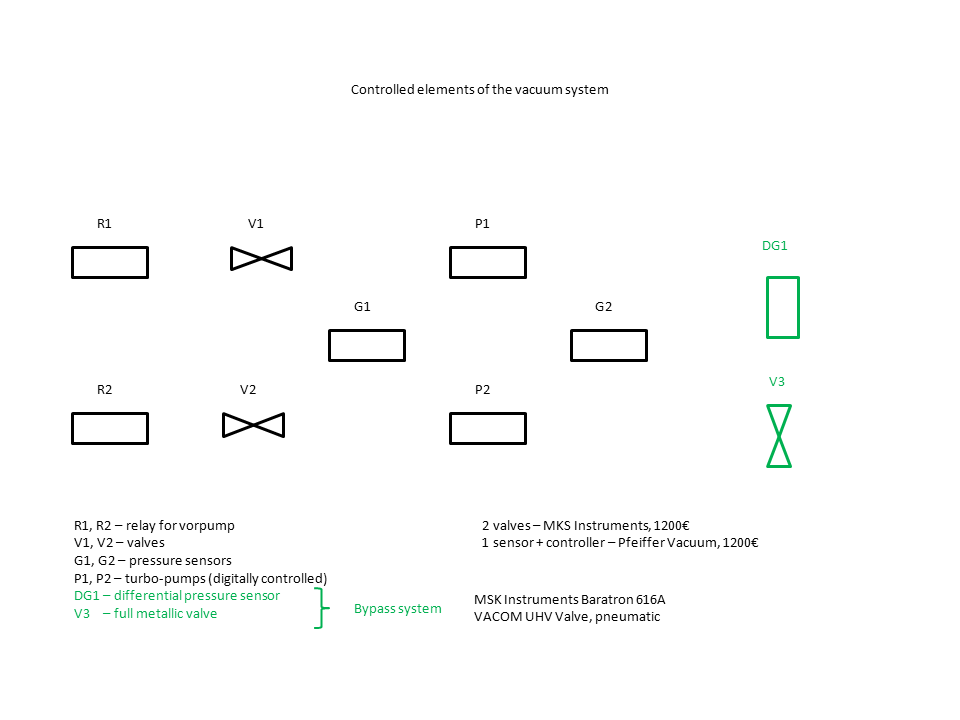 Controlled elements of the vacuum system
R1
V1
P1
DG1
G1
G2
V3
R2
V2
P2
R1, R2 – relay for vorpump
V1, V2 – valves
G1, G2 – pressure sensors
P1, P2 – turbo-pumps (digitally controlled)
DG1 – differential pressure sensor
V3 – full metallic valve
Bypass system
2 valves – MKS Instruments, 1200€
1 sensor + controller – Pfeiffer Vacuum, 1200€
MSK Instruments Baratron 616A
VACOM UHV Valve, pneumatic